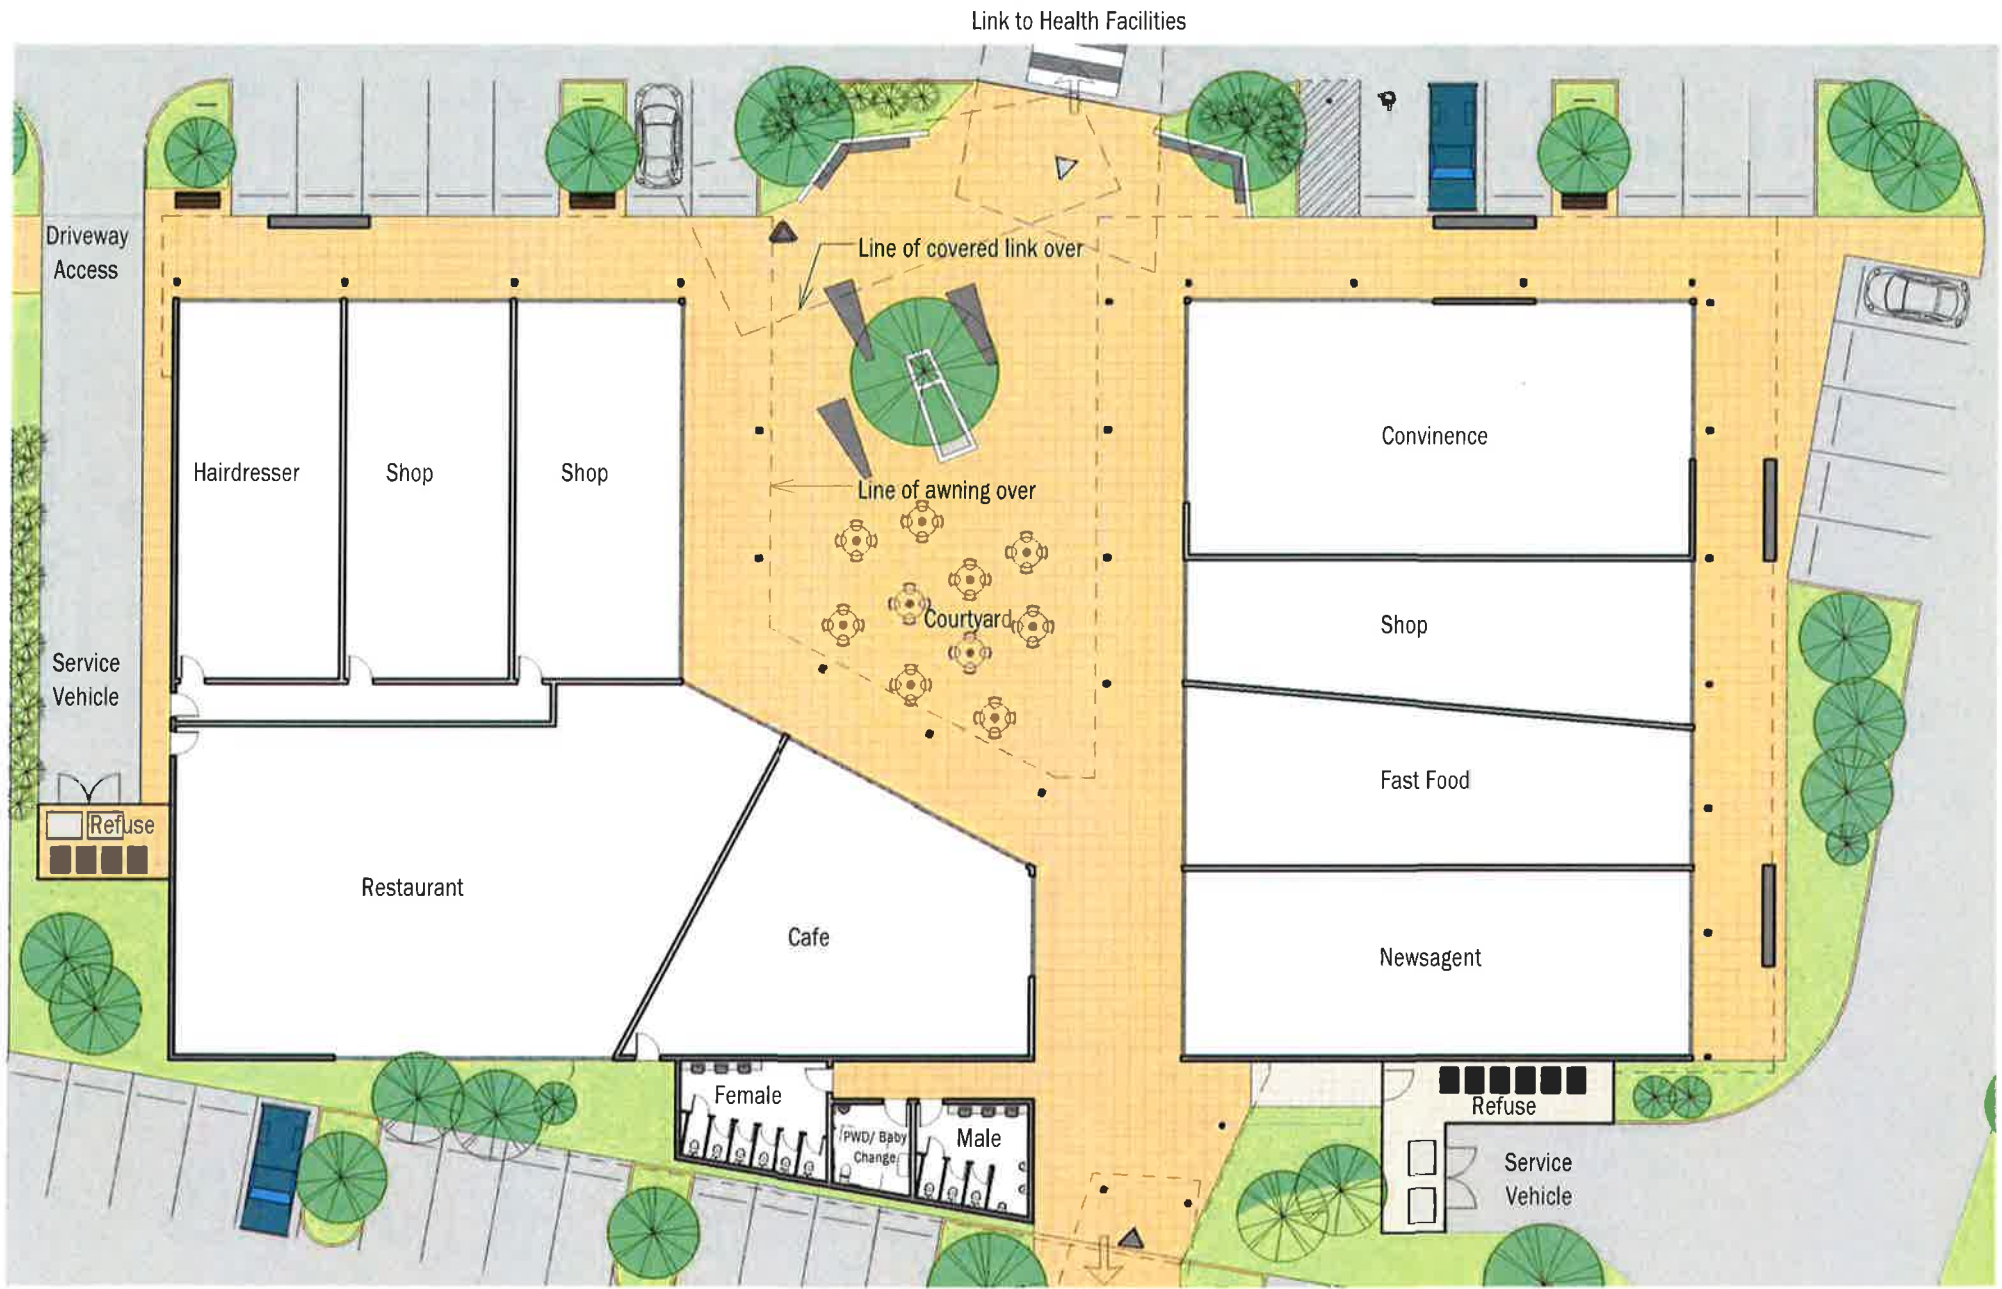 Link to Health Facilities
Driveway
Access
Line of covered link over
Hairdresser
Shop
Shop
Convinence
Line of awning over
Courtyard
Shop
Service
Vehicle
Fast Food
Refuse
Restaurant
Cafe
Newsagent
Female
PWD/ Baby
Change
Male
Refuse
Service
Vehicle